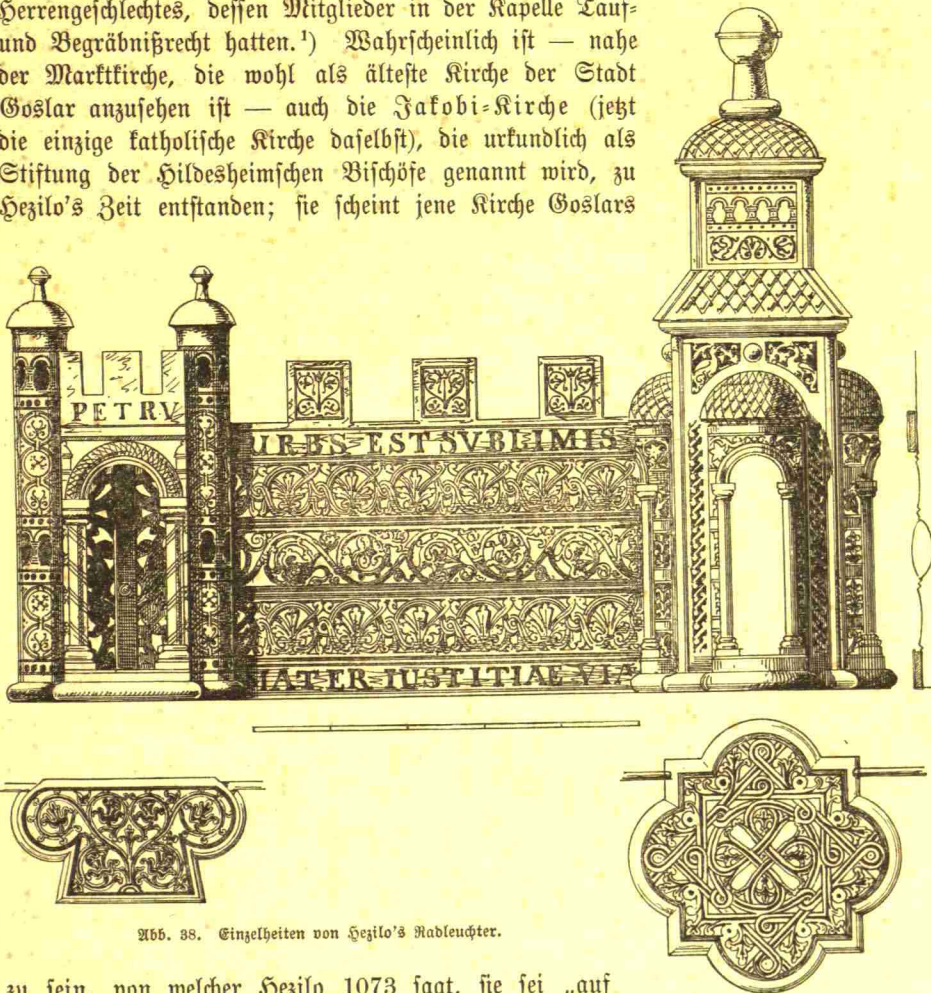 Herrengeschlechtes, dessen Mitglieder in der Kapelle Tauf-
und Begräbnißrecht hatten.¹) Wahrscheinlich ist — nahe
der Marktkirche, die wohl als älteste Kirche der Stadt
Goslar anzusehen ist — auch die Jakobi-Kirche (jetzt
die einzige katholische Kirche daselbst), die urkundlich als
Stiftung der Hildesheimschen Bischöfe genannt wird, zu
Hezilo's Zeit entstanden; sie scheint jene Kirche Goslars
PETRV
URBS EST SVBLIMIS
MATER IUSTITIAE VIA
Abb. 38. Einzelheiten von Hezilo's Radleuchter.
zu sein, von welcher Hezilo 1073 sagt, sie sei „auf